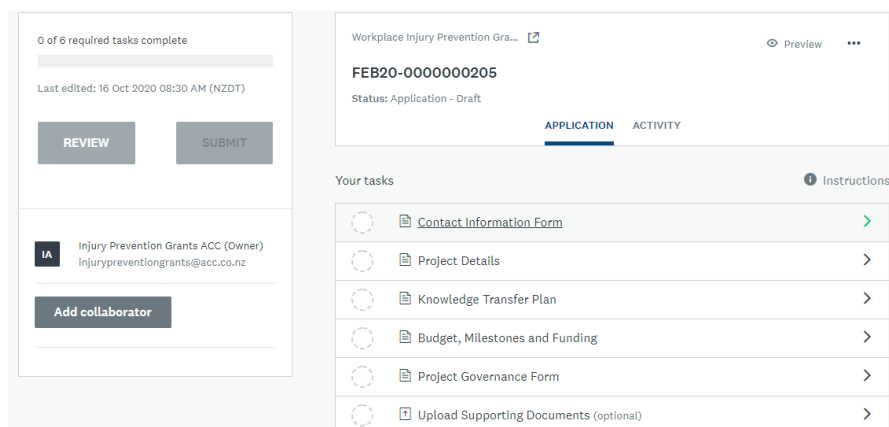 0 of 6 required tasks complete
Last edited: 16 Oct 2020 08:30 AM (NZDT)
REVIEW
SUBMIT
IA
Injury Prevention Grants ACC (Owner)
injurypreventiongrants@acc.co.nz
Add collaborator
Workplace Injury Prevention Gra...
Preview
FEB20-0000000205
Status: Application - Draft
APPLICATION
ACTIVITY
Your tasks
Instructions
Contact Information Form
Project Details
Knowledge Transfer Plan
Budget, Milestones and Funding
Project Governance Form
Upload Supporting Documents (optional)